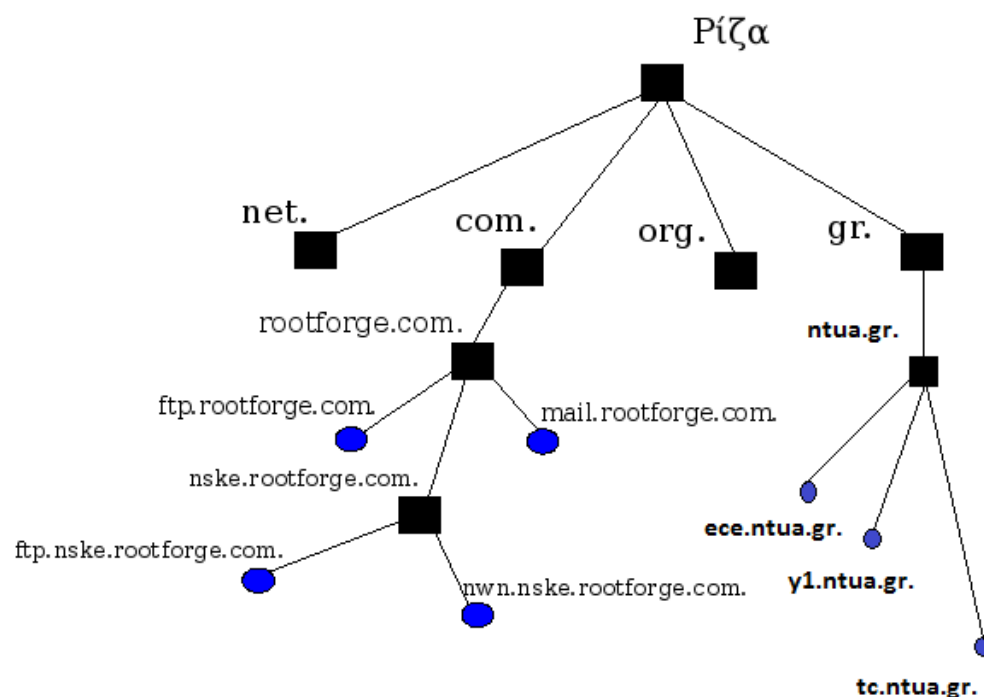 Ρίζα
net.
com.
org.
gr.
rootforge.com.
ntua.gr.
ftp.rootforge.com.
mail.rootforge.com.
nske.rootforge.com.
ece.ntua.gr.
ftp.nske.rootforge.com.
y1.ntua.gr.
nwn.nske.rootforge.com.
tc.ntua.gr.